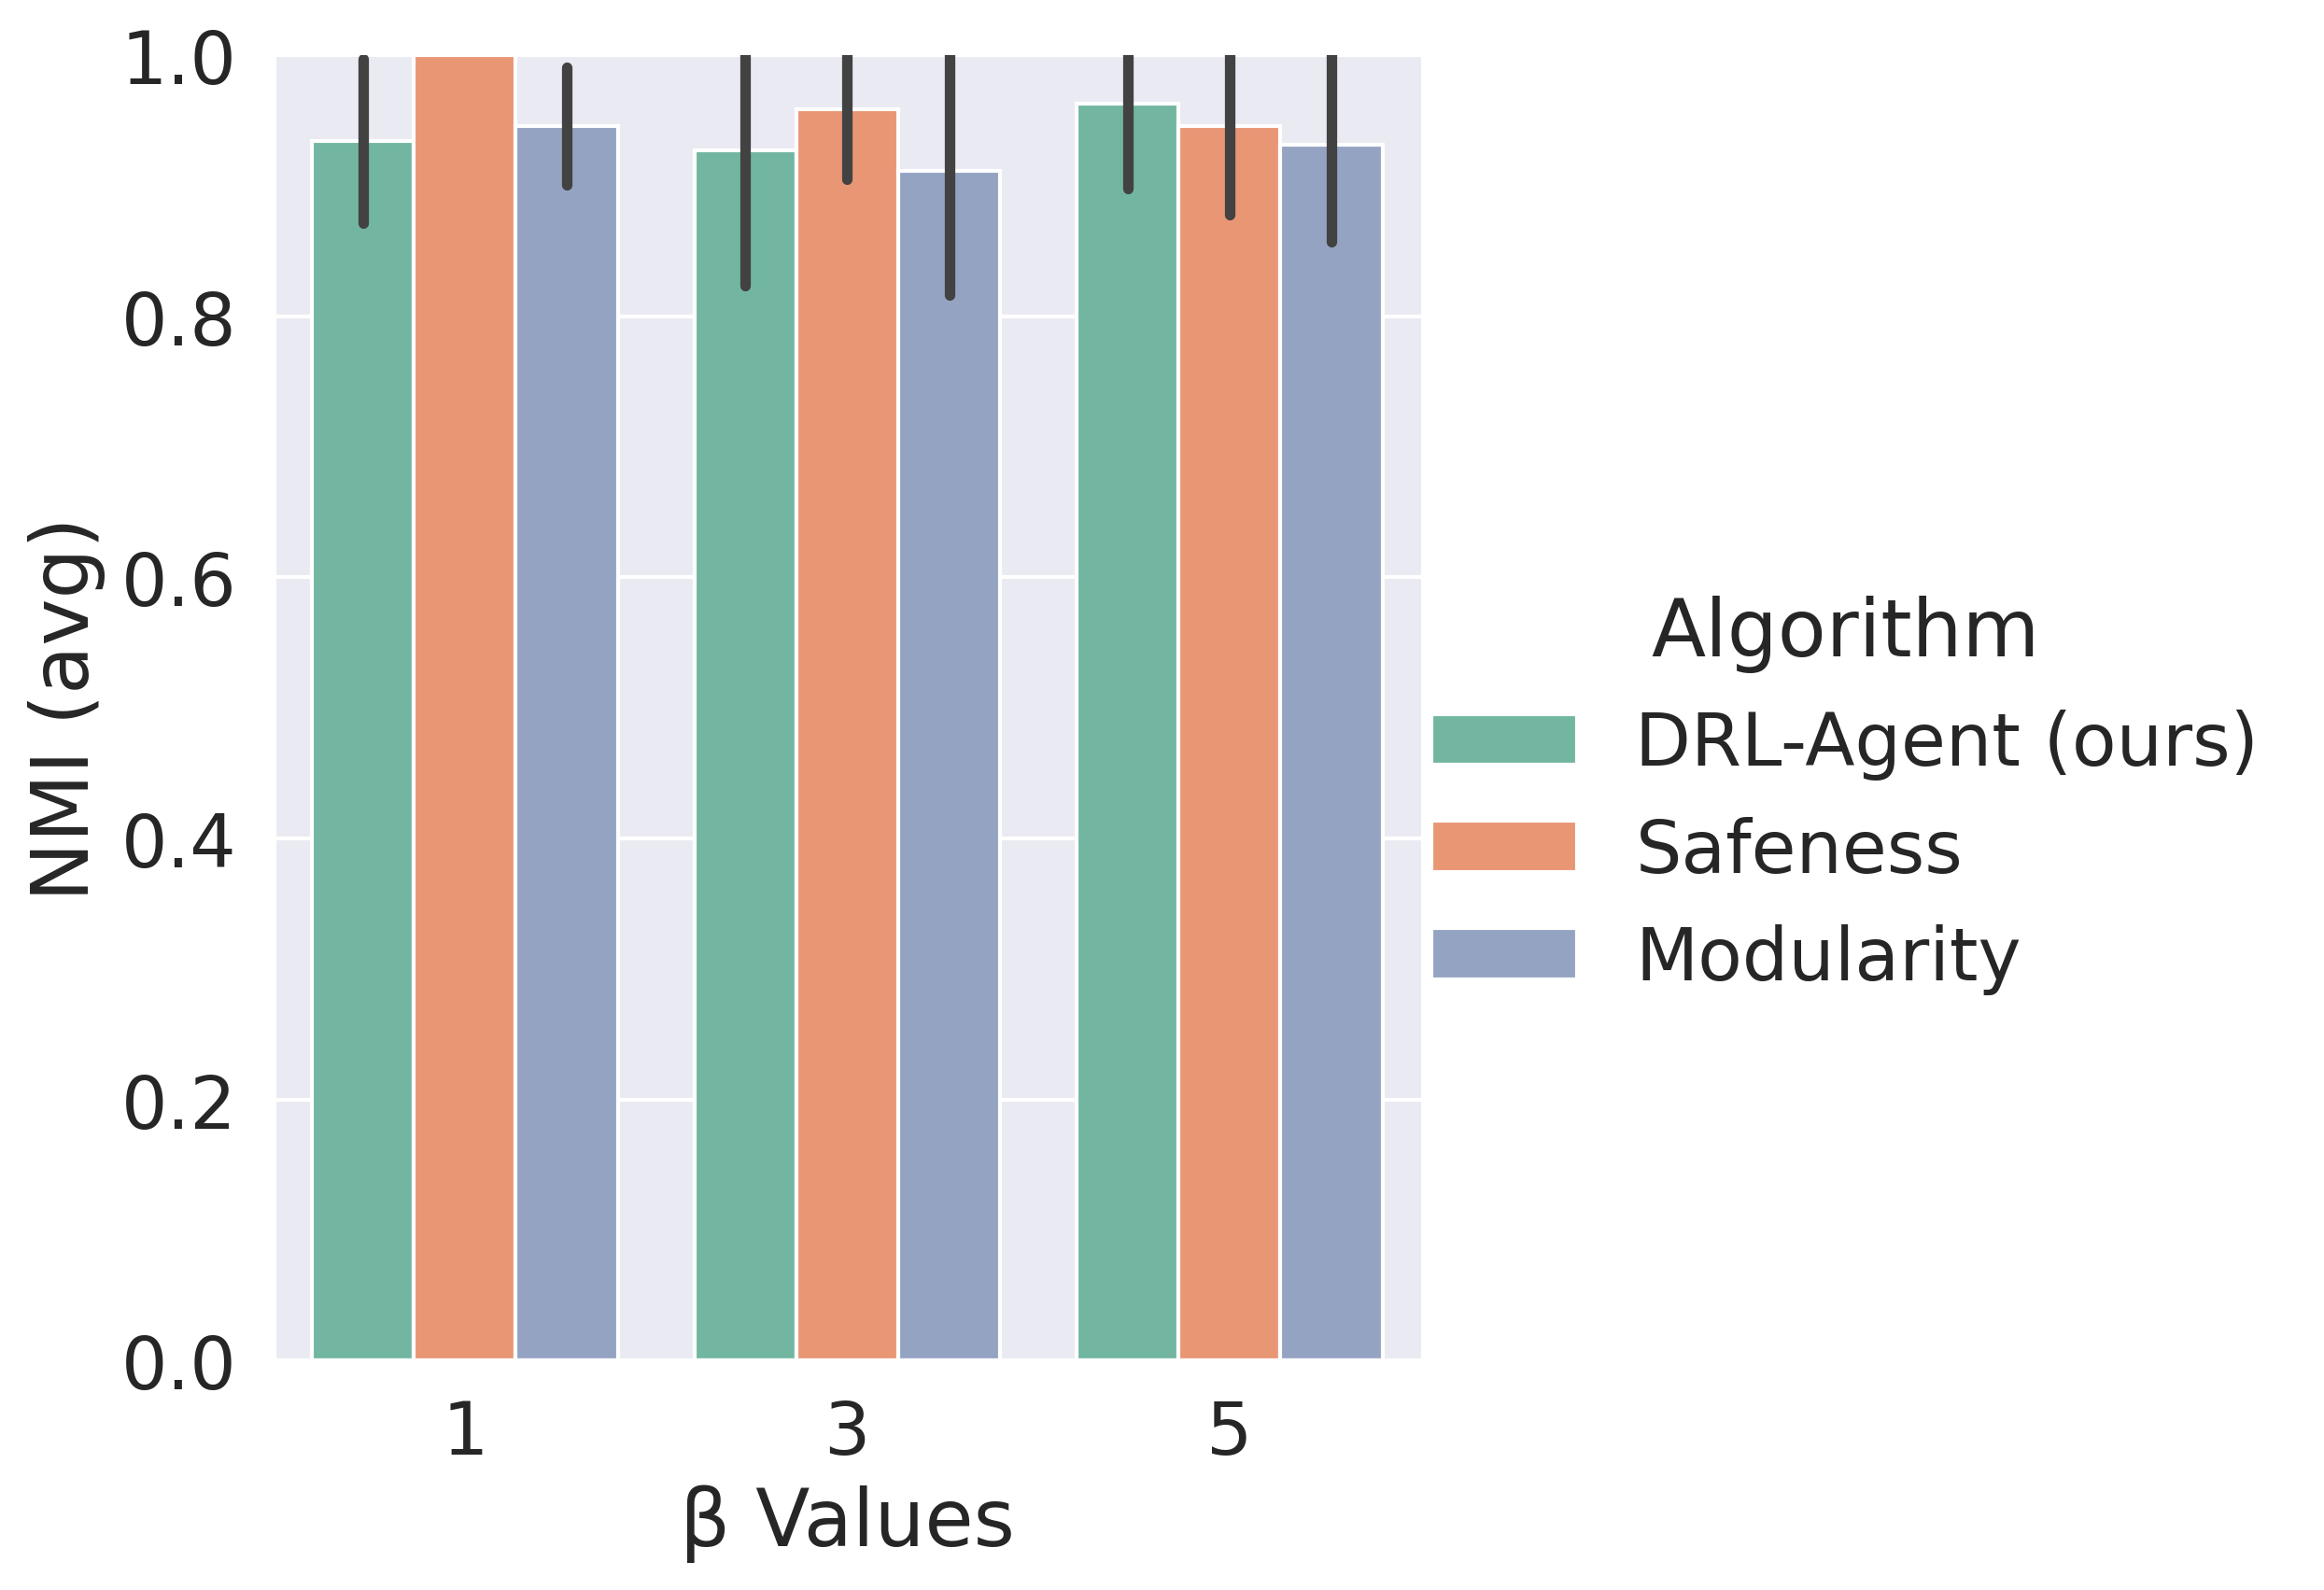 NMI (avg)
1.0
0.8
0.6
0.4
0.2
0.0
1 3 5
β Values
Algorithm
DRL-Agent (ours)
Safeness
Modularity